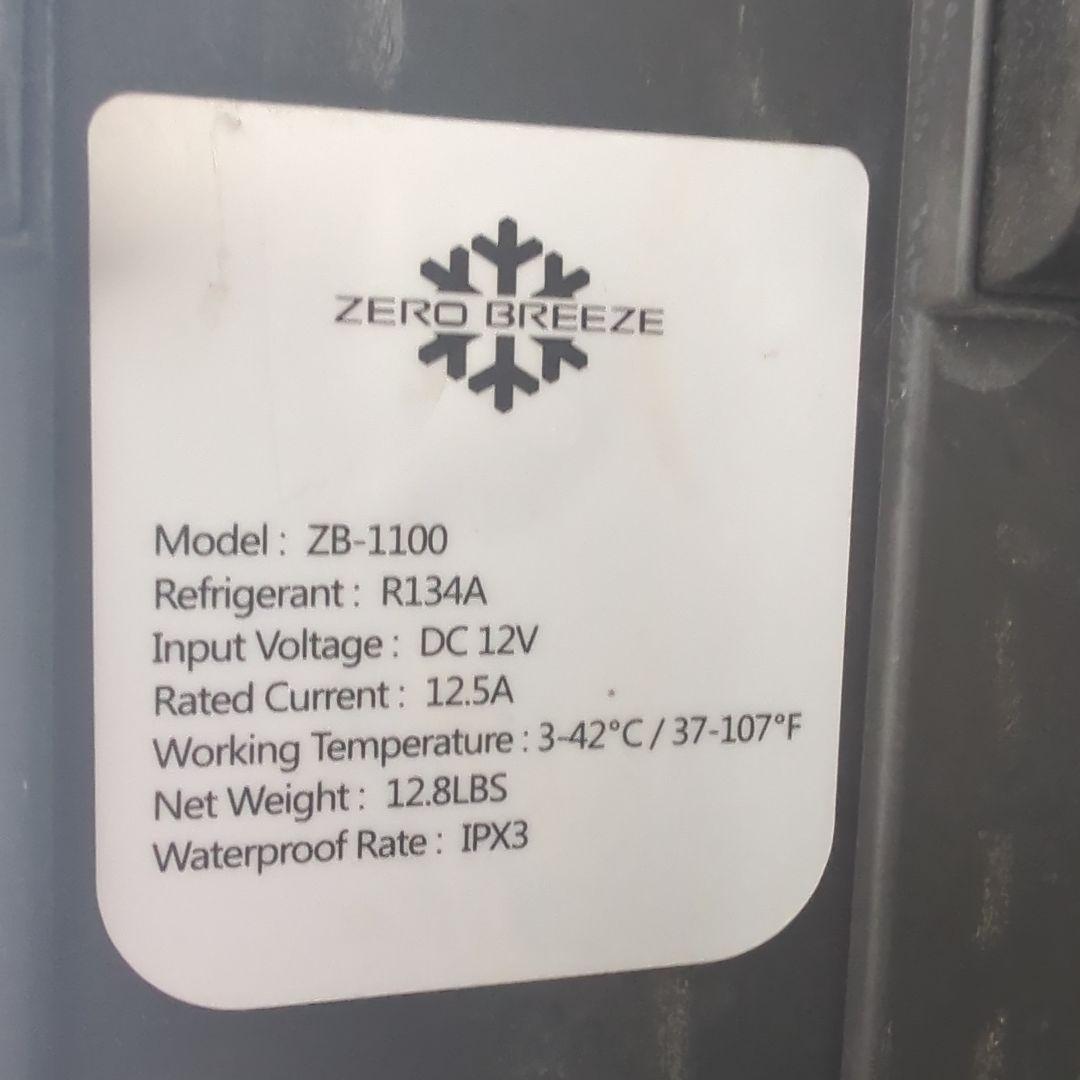 ZERO BREEZE
Model : ZB-1100
Refrigerant : R134A
Input Voltage : DC 12V
Rated Current : 12.5A
Working Temperature : 3-42°C / 37-107°F
Net Weight : 12.8LBS
Waterproof Rate : IPX3